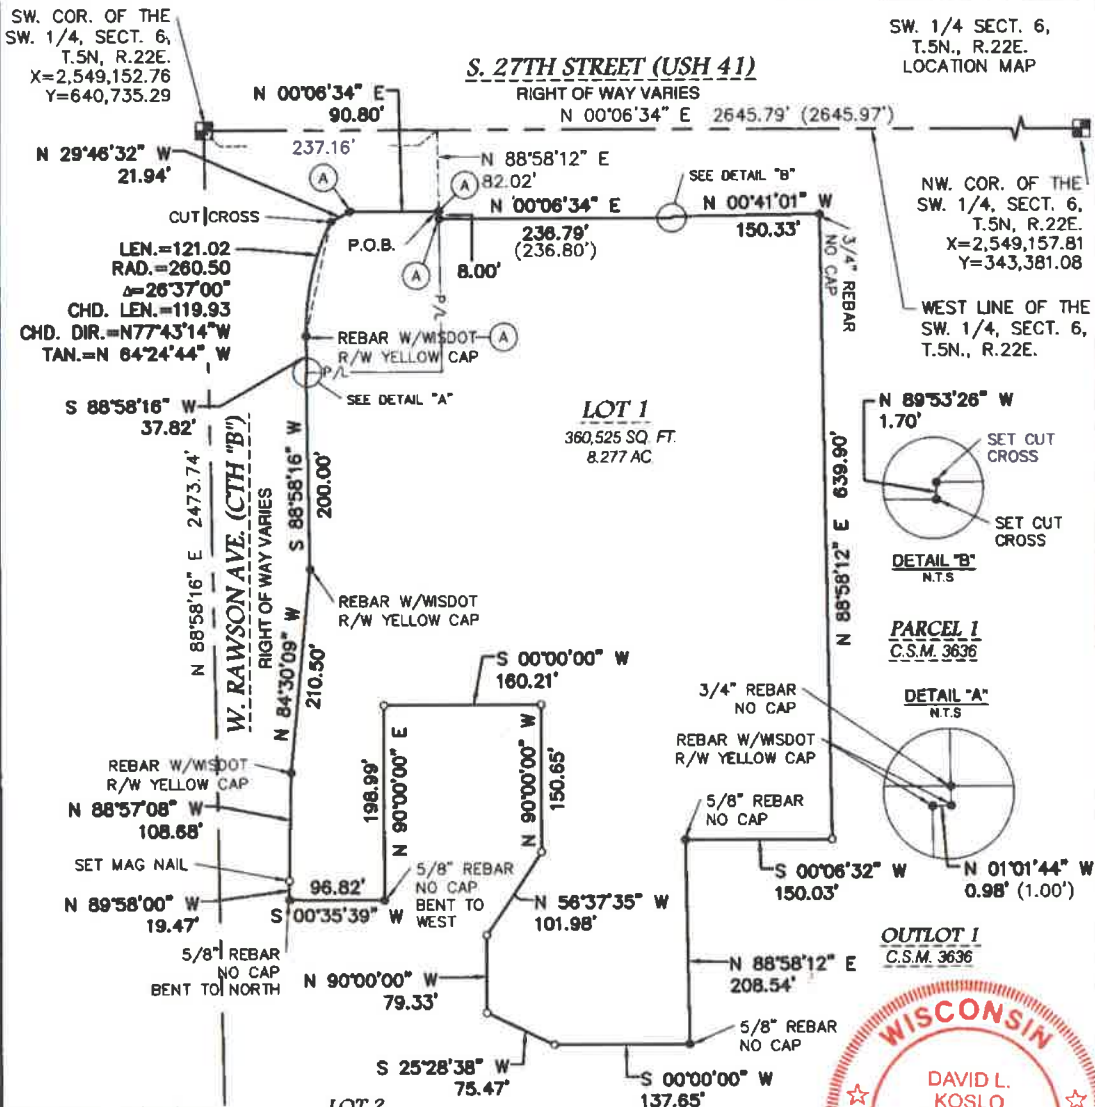 SW. COR. OF THE
SW. 1/4, SECT. 6,
T.5N, R.22E.
X=2,549,152.76
Y=640,735.29
SW. 1/4 SECT. 6,
T.5N., R.22E.
LOCATION MAP
S. 27TH STREET (USH 41)
RIGHT OF WAY VARIES
N 00°06'34" E
90.80'
N 00°06'34" E 2645.79' (2645.97')
237.16'
N 29°46'32" W
21.94'
N 88°58'12" E
82.02'
A
A
A
SEE DETAIL "B"
N 00°06'34" E
236.79'
(236.80')
N 00°41'01" W
150.33'
NW. COR. OF THE
SW. 1/4, SECT. 6,
T.5N, R.22E.
X=2,549,157.81
Y=343,381.08
CUT CROSS
P.O.B.
8.00'
3/4" REBAR
NO CAP
LEN.=121.02
RAD.=260.50
Δ=26°37'00"
CHD. LEN.=119.93
CHD. DIR.=N77°43'14"W
TAN.=N 64°24'44" W
P/L
REBAR W/WISDOT
R/W YELLOW CAP
A
P/L
SEE DETAIL "A"
WEST LINE OF THE
SW. 1/4, SECT. 6,
T.5N., R.22E.
S 88°58'16" W
37.82'
LOT 1
360,525 SQ. FT.
8.277 AC.
N 89°53'26" W
1.70'
SET CUT
CROSS
SET CUT
CROSS
DETAIL "B"
N.T.S
N 88°58'16" E 2473.74'
W. RAWSON AVE. (CTH "B")
RIGHT OF WAY VARIES
S 88°58'16" W
200.00'
N 88°58'12" E 639.90'
REBAR W/WISDOT
R/W YELLOW CAP
PARCEL 1
C.S.M. 3636
N 84°30'09" W
210.50'
S 00°00'00" W
160.21'
3/4" REBAR
NO CAP
DETAIL "A"
N.T.S
REBAR W/WISDOT
R/W YELLOW CAP
REBAR W/WISDOT
R/W YELLOW CAP
198.99'
N 90°00'00" E
N 90°00'00" W
150.65'
5/8" REBAR
NO CAP
N 88°57'08" W
108.68'
SET MAG NAIL
N 89°58'00" W
19.47'
96.82'
S 00°35'39" W
5/8" REBAR
NO CAP
BENT TO
WEST
S 00°06'32" W
150.03'
N 01°01'44" W
0.98' (1.00')
N 56°37'35" W
101.98'
5/8" REBAR
NO CAP
BENT TO NORTH
N 90°00'00" W
79.33'
N 88°58'12" E
208.54'
OUTLOT 1
C.S.M. 3636
5/8" REBAR
NO CAP
S 25°28'38" W
75.47'
S 00°00'00" W
137.65'
LOT 2
WISCONSIN
DAVID L.
KOSLO